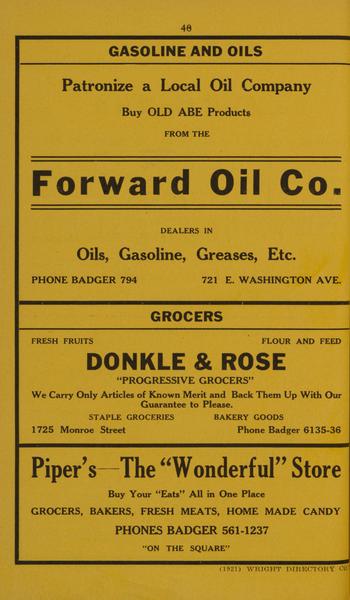 40
GASOLINE AND OILS
Patronize a Local Oil Company
Buy OLD ABE Products
FROM THE
Forward Oil Co.
DEALERS IN
Oils, Gasoline, Greases, Etc.
PHONE BADGER 794 721 E. WASHINGTON AVE.
GROCERS
FRESH FRUITS FLOUR AND FEED
DONKLE & ROSE
"PROGRESSIVE GROCERS"
We Carry Only Articles of Known Merit and Back Them Up With Our
Guarantee to Please.
STAPLE GROCERIES BAKERY GOODS
1725 Monroe Street Phone Badger 6135-36
Piper's—The "Wonderful" Store
Buy Your "Eats" All in One Place
GROCERS, BAKERS, FRESH MEATS, HOME MADE CANDY
PHONES BADGER 561-1237
"ON THE SQUARE"
(1921) WRIGHT DIRECTORY